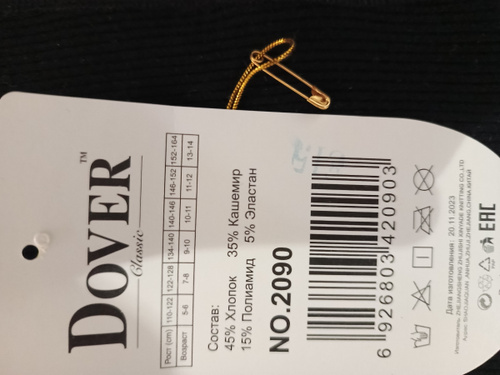 DOVER™
Classic
Рост (cm) 110-122 122-128 134-140 140-146 146-152 152-164
Возраст 5-6 7-8 9-10 10-11 11-12 13-14
Состав:
45% Хлопок 35% Кашемир
15% Полиамид 5% Эластан
NO.2090
6 926803 420903
Дата изготовления: 20.11.2023
EAC